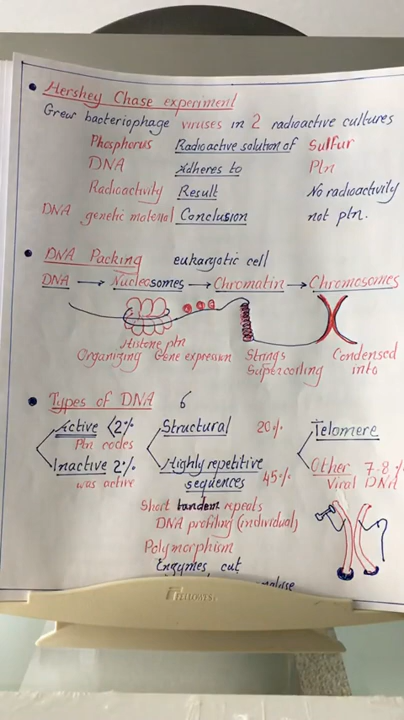 Hershey Chase experiment
Grew bacteriophage viruses in 2 radioactive cultures
Phosphorus Radioactive solution of Sulfur
DNA Adheres to Ptn
Radioactivity Result No radioactivity
DNA genetic material Conclusion not ptn.
DNA Packing eukaryotic cell
DNA → Nucleosomes → Chromatin → Chromosomes
Histone ptn
Organizing Gene expression Strings Condensed
Supercoiling into
Types of DNA 6
Active <2% Structural 20% Telomere
Ptn codes
Inactive 2% Highly repetitive Other 7.8%
was active sequences 45% Viral DNA
Short tandem repeats
DNA profiling (individual)
Polymorphism
Enzymes cut
FELLOWES